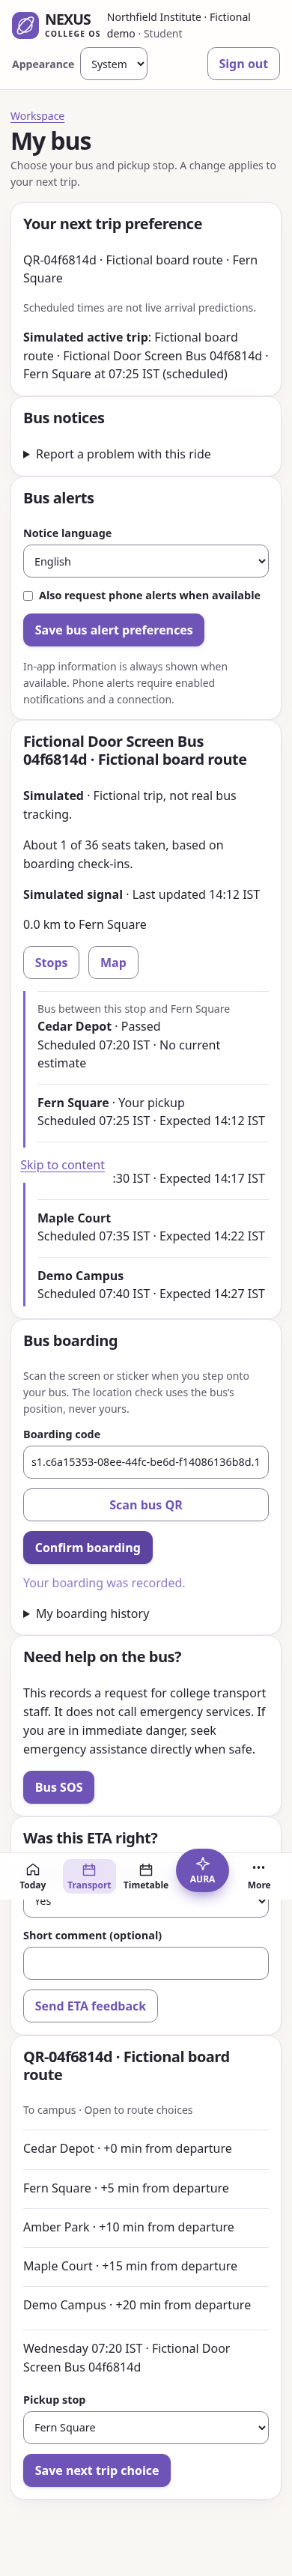 NEXUS
COLLEGE OS
Northfield Institute · Fictional
demo · Student
Appearance
System
Sign out
Workspace
My bus
Choose your bus and pickup stop. A change applies to
your next trip.
Your next trip preference
QR-04f6814d · Fictional board route · Fern
Square
Scheduled times are not live arrival predictions.
Simulated active trip: Fictional board
route · Fictional Door Screen Bus 04f6814d ·
Fern Square at 07:25 IST (scheduled)
Bus notices
Report a problem with this ride
Bus alerts
Notice language
English
Also request phone alerts when available
Save bus alert preferences
In-app information is always shown when
available. Phone alerts require enabled
notifications and a connection.
Fictional Door Screen Bus
04f6814d · Fictional board route
Simulated · Fictional trip, not real bus
tracking.
About 1 of 36 seats taken, based on
boarding check-ins.
Simulated signal · Last updated 14:12 IST
0.0 km to Fern Square
Stops
Map
Bus between this stop and Fern Square
Cedar Depot · Passed
Scheduled 07:20 IST · No current
estimate
Fern Square · Your pickup
Scheduled 07:25 IST · Expected 14:12 IST
Skip to content
:30 IST · Expected 14:17 IST
Maple Court
Scheduled 07:35 IST · Expected 14:22 IST
Demo Campus
Scheduled 07:40 IST · Expected 14:27 IST
Bus boarding
Scan the screen or sticker when you step onto
your bus. The location check uses the bus's
position, never yours.
Boarding code
s1.c6a15353-08ee-44fc-be6d-f14086136b8d.1
Scan bus QR
Confirm boarding
Your boarding was recorded.
My boarding history
Need help on the bus?
This records a request for college transport
staff. It does not call emergency services. If
you are in immediate danger, seek
emergency assistance directly when safe.
Bus SOS
Was this ETA right?
Today
Transport
Timetable
AURA
More
Yes
Short comment (optional)
Send ETA feedback
QR-04f6814d · Fictional board
route
To campus · Open to route choices
Cedar Depot · +0 min from departure
Fern Square · +5 min from departure
Amber Park · +10 min from departure
Maple Court · +15 min from departure
Demo Campus · +20 min from departure
Wednesday 07:20 IST · Fictional Door
Screen Bus 04f6814d
Pickup stop
Fern Square
Save next trip choice